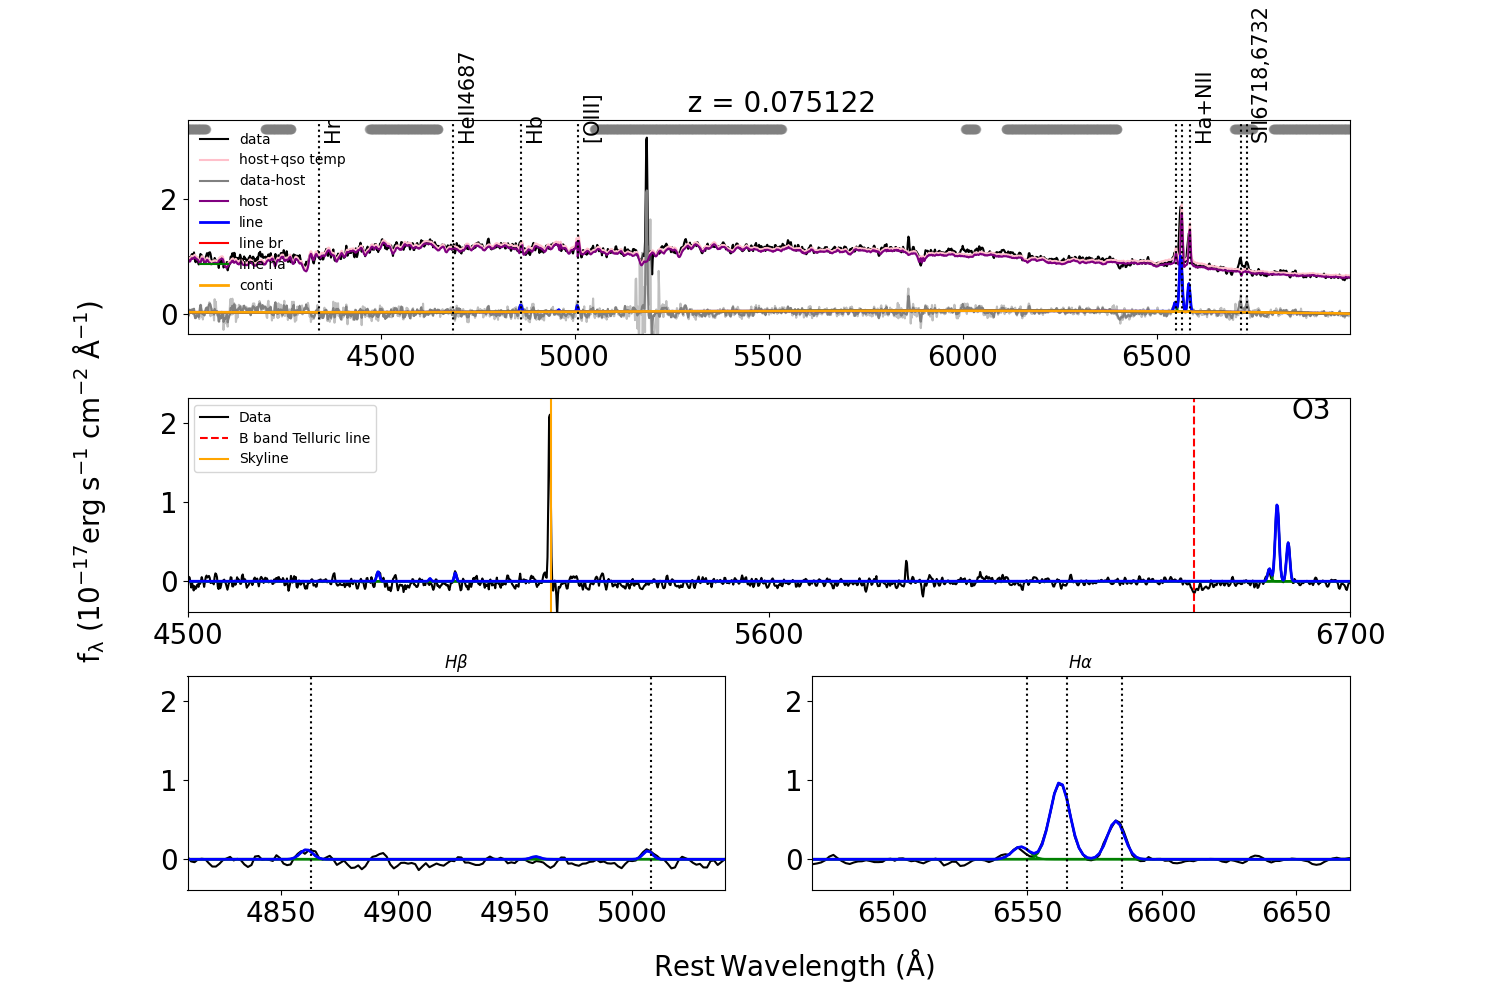 z = 0.075122
Hr
HeII4687
Hb
[OIII]
Ha+NII
SII6718,6732
data
host+qso temp
data-host
host
line
line br
line na
conti
2
0
4500 5000 5500 6000 6500
fλ (10⁻¹⁷erg s⁻¹ cm⁻² Å⁻¹)
O3
Data
B band Telluric line
Skyline
2
1
0
4500 5600 6700
Hβ
2
1
0
4850 4900 4950 5000
Hα
2
1
0
6500 6550 6600 6650
Rest Wavelength (Å)